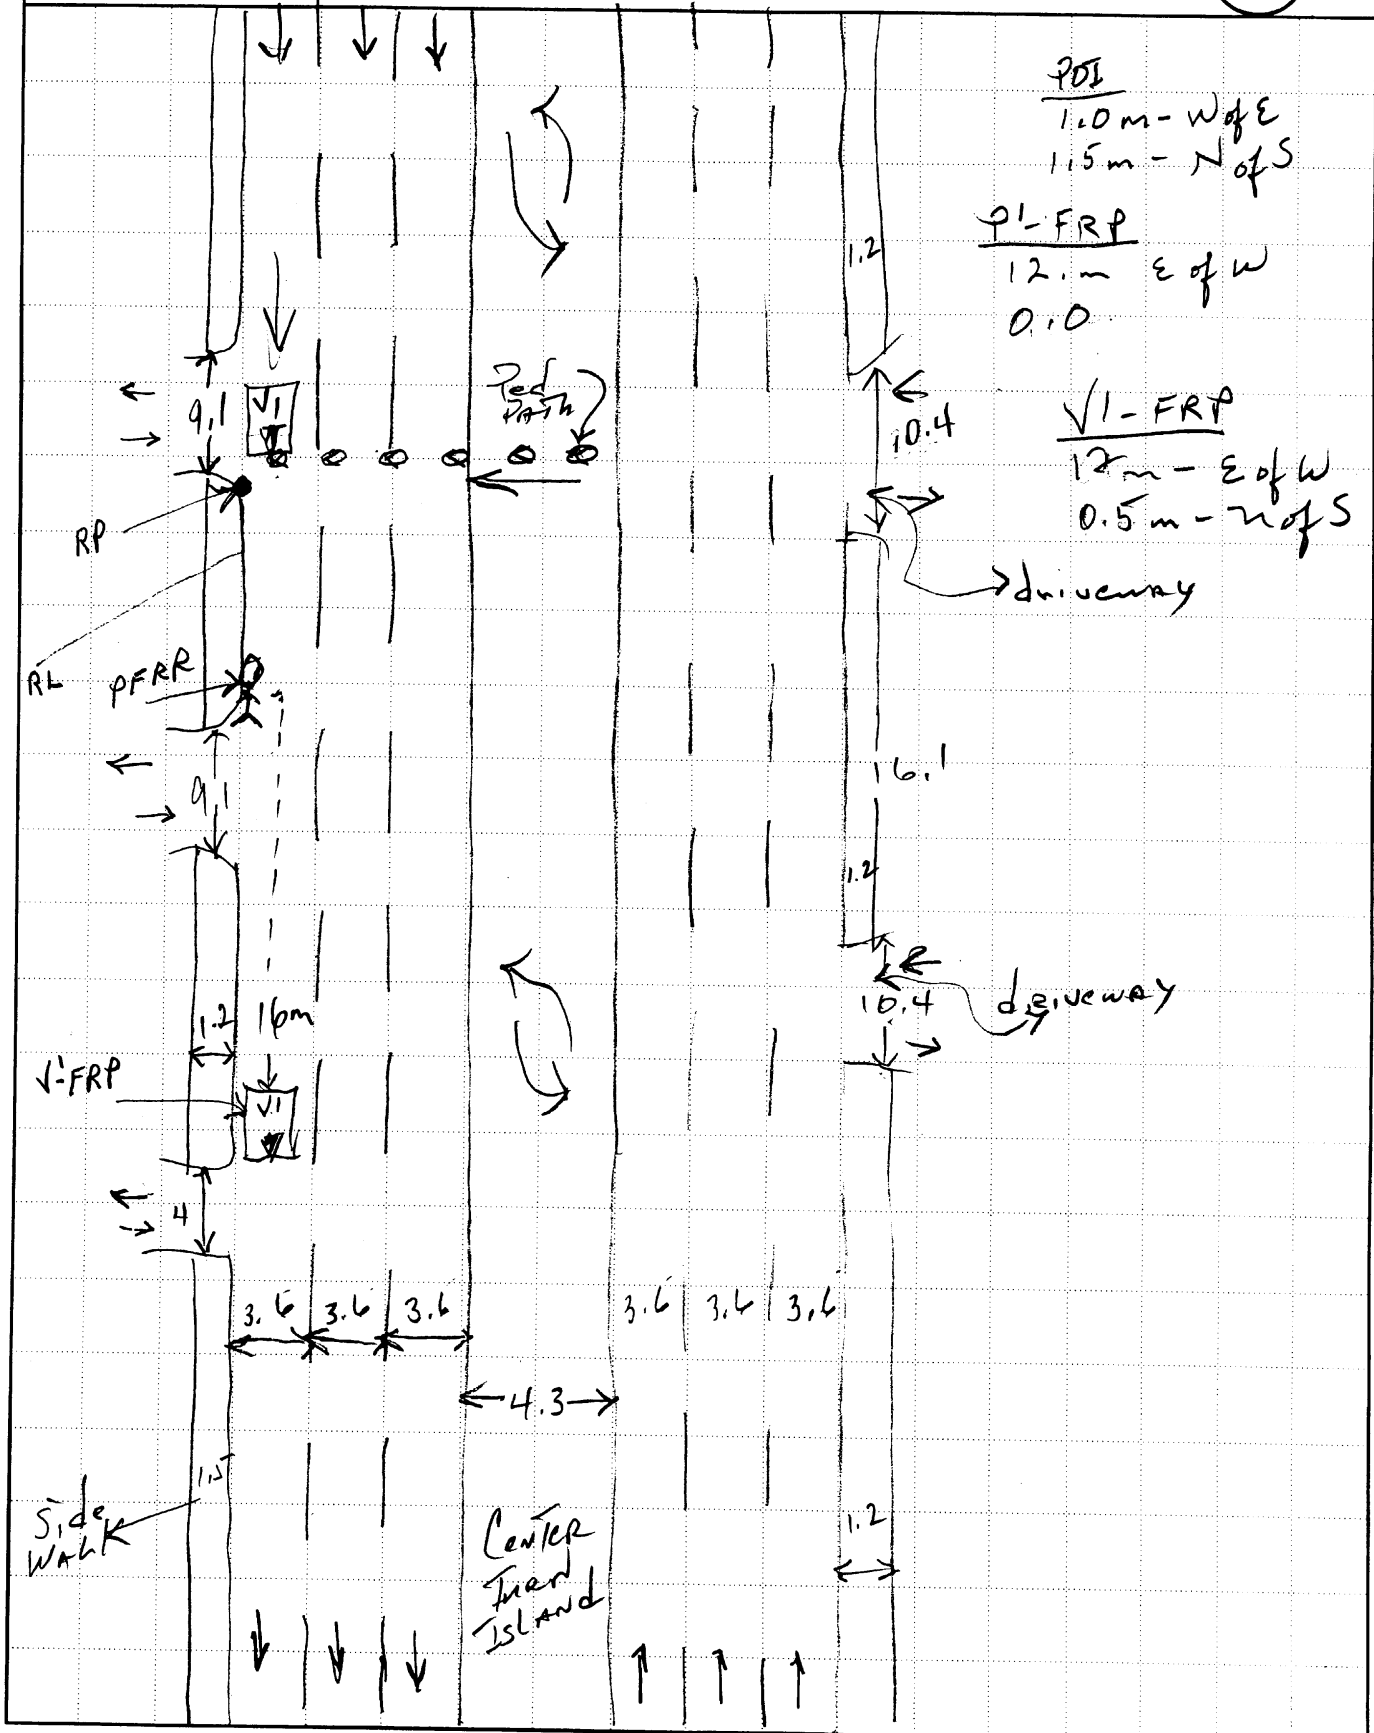 POI
1.0 m - W of E
1.5 m - N of S
P1-FRP
12. m E of W
0.0
V1-FRP
12 m - E of W
0.5 m - N of S
1.2
9.1
V1
Ped
Path
10.4
RP
driveway
RL
PFRR
9.1
16.1
1.2
10.4
driveway
1.2
16m
V1-FRP
V1
4
3.6
3.6
3.6
3.6
3.6
3.6
4.3
1.5
Side
Walk
Center
Turn
Island
1.2